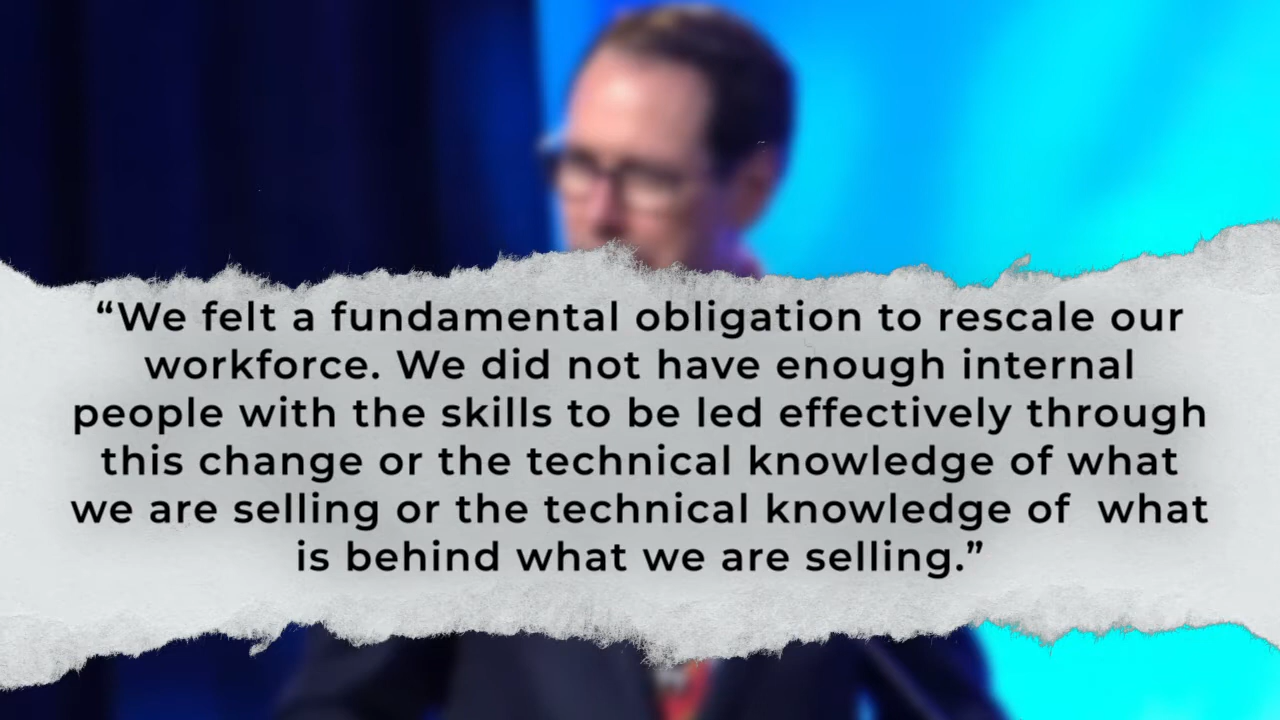 “We felt a fundamental obligation to rescale our
workforce. We did not have enough internal
people with the skills to be led effectively through
this change or the technical knowledge of what
we are selling or the technical knowledge of what
is behind what we are selling.”